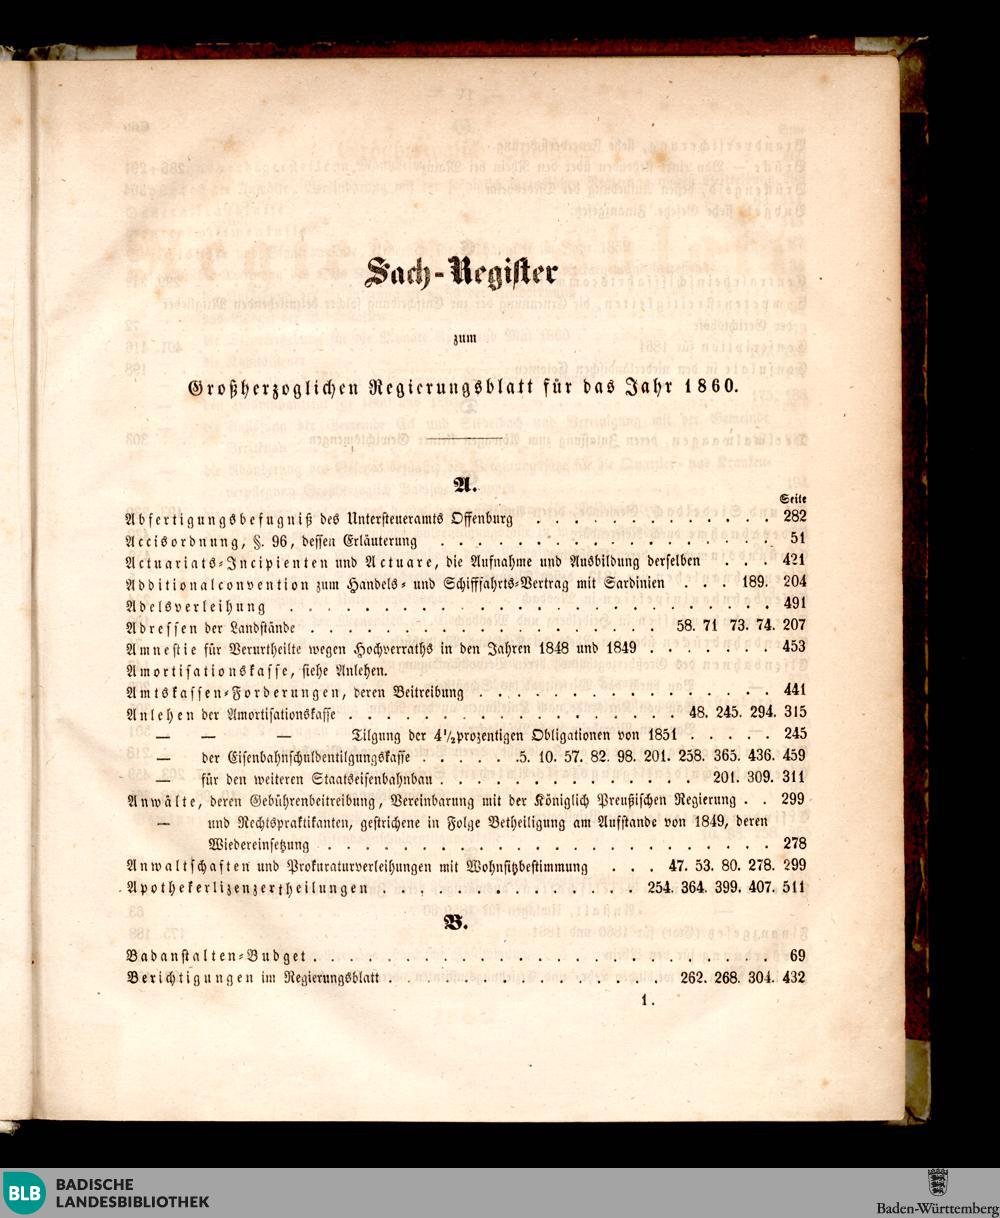 Sach-Register
zum
Großherzoglichen Regierungsblatt für das Jahr 1860.
A.
Seite
Abfertigungsbefugniß des Untersteueramts Offenburg . . . . . . . . . . . . . 282
Accisordnung, §. 96, dessen Erläuterung . . . . . . . . . . . . . . . . 51
Actuariats-Incipienten und Actuare, die Aufnahme und Ausbildung derselben . . . 421
Additionalconvention zum Handels- und Schifffahrts-Vertrag mit Sardinien . . . . 189. 204
Adelsverleihung . . . . . . . . . . . . . . . . . . . . . . . 491
Adressen der Landstände . . . . . . . . . . . . . . . . . . 58. 71 73. 74. 207
Amnestie für Verurtheilte wegen Hochverraths in den Jahren 1848 und 1849 . . . . . . . 453
Amortisationskasse, siehe Anlehen.
Amtskassen-Forderungen, deren Beitreibung . . . . . . . . . . . . . . . 441
Anlehen der Amortisationskasse . . . . . . . . . . . . . . . . . 48. 245. 294. 315
— — — Tilgung der 4½prozentigen Obligationen von 1851 . . . . . 245
— der Eisenbahnschuldentilgungskasse . . . . . .5. 10. 57. 82. 98. 201. 258. 365. 436. 459
— für den weiteren Staatseisenbahnbau . . . . . . . . . . . . . 201. 309. 311
Anwälte, deren Gebührenbeitreibung, Vereinbarung mit der Königlich Preußischen Regierung . . 299
— und Rechtspraktikanten, gestrichene in Folge Betheiligung am Aufstande von 1849, deren
Wiedereinsetzung . . . . . . . . . . . . . . . . . . . . . . 278
Anwaltschaften und Prokuraturverleihungen mit Wohnsitzbestimmung . . . 47. 53. 80. 278. 299
Apothekerlizenzertheilungen . . . . . . . . . . . . . 254. 364. 399. 407. 511
B.
Badanstalten-Budget . . . . . . . . . . . . . . . . . . . . . . 69
Berichtigungen im Regierungsblatt . . . . . . . . . . . . . . 262. 268. 304. 432
1.
BLB
BADISCHE
LANDESBIBLIOTHEK
Baden-Württemberg